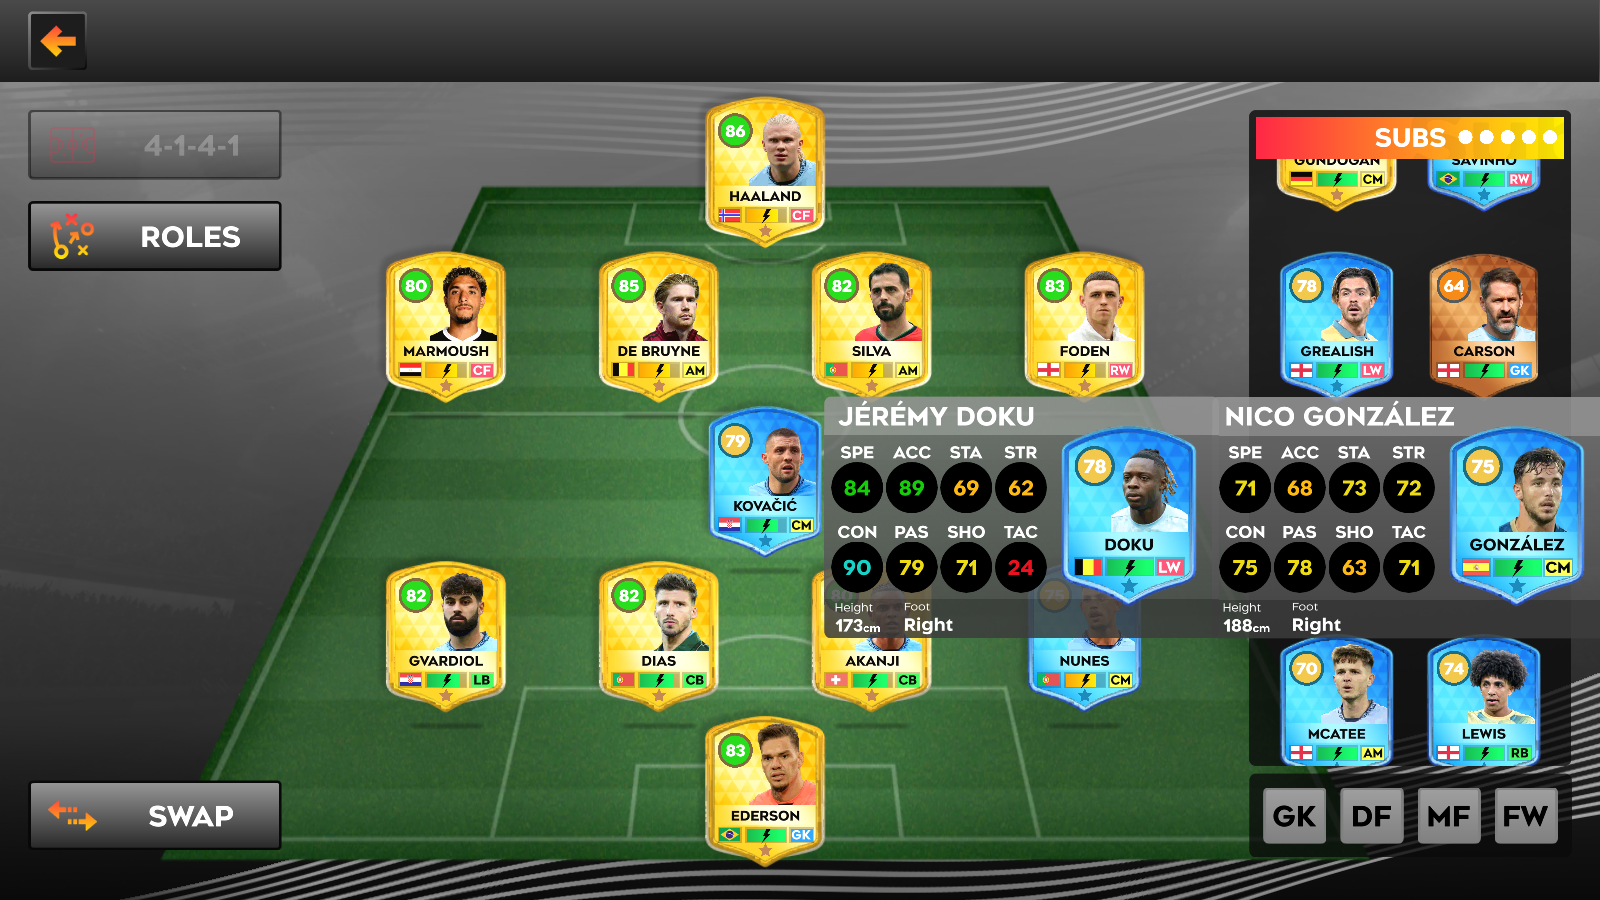 4-1-4-1
ROLES
SWAP
86
HAALAND
CF
80
MARMOUSH
CF
85
DE BRUYNE
AM
82
SILVA
AM
83
FODEN
RW
79
KOVAČIĆ
CM
82
GVARDIOL
LB
82
DIAS
CB
80
AKANJI
CB
75
NUNES
CM
83
EDERSON
GK
SUBS
GÜNDOĞAN
CM
SAVINHO
RW
78
GREALISH
LW
64
CARSON
GK
JÉRÉMY DOKU
SPE ACC STA STR
84 89 69 62
CON PAS SHO TAC
90 79 71 24
Height Foot
173cm Right
78
DOKU
LW
NICO GONZÁLEZ
SPE ACC STA STR
71 68 73 72
CON PAS SHO TAC
75 78 63 71
Height Foot
188cm Right
75
GONZÁLEZ
CM
70
MCATEE
AM
74
LEWIS
RB
GK DF MF FW